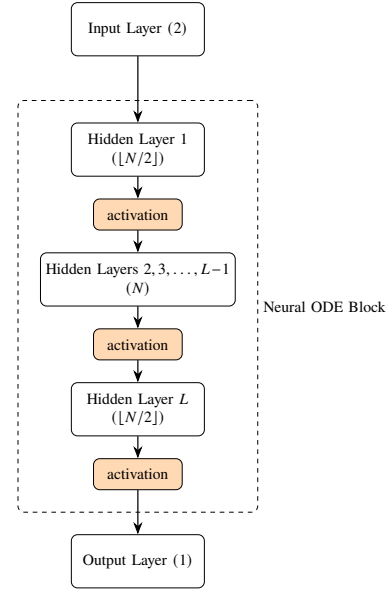 Input Layer (2)
Hidden Layer 1
(⌊N/2⌋)
activation
Hidden Layers 2, 3, . . . , L−1
(N)
activation
Neural ODE Block
Hidden Layer L
(⌊N/2⌋)
activation
Output Layer (1)